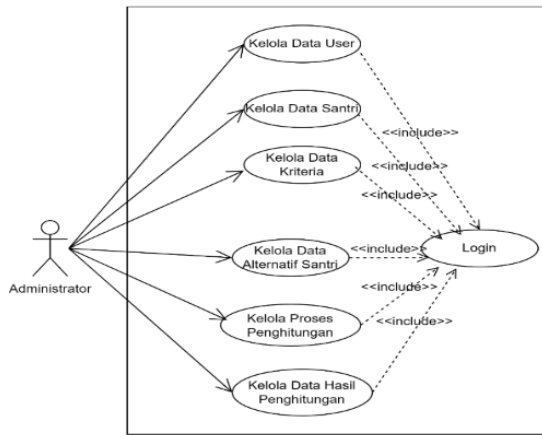 Kelola Data User
Kelola Data Santri
<<include>>
Kelola Data
Kriteria
<<include>>
<<include>>
Kelola Data
Alternatif Santri
<<include>>
Login
Administrator
<<include>>
Kelola Proses
Penghitungan
<<include>>
Kelola Data Hasil
Penghitungan